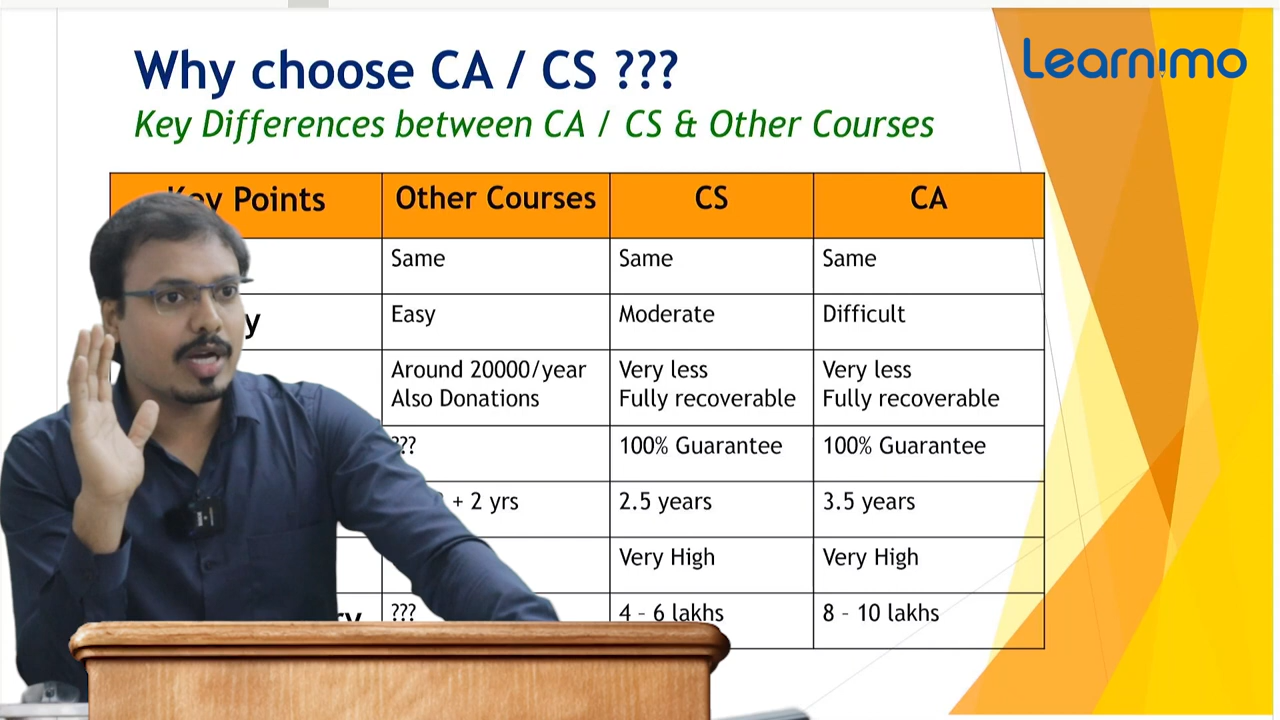 Why choose CA / CS ???
Learnimo
Key Differences between CA / CS & Other Courses
Key Points Other Courses CS CA
Same Same Same
Easy Moderate Difficult
Around 20000/year Very less Very less
Also Donations Fully recoverable Fully recoverable
??? 100% Guarantee 100% Guarantee
+ 2 yrs 2.5 years 3.5 years
Very High Very High
??? 4 – 6 lakhs 8 – 10 lakhs